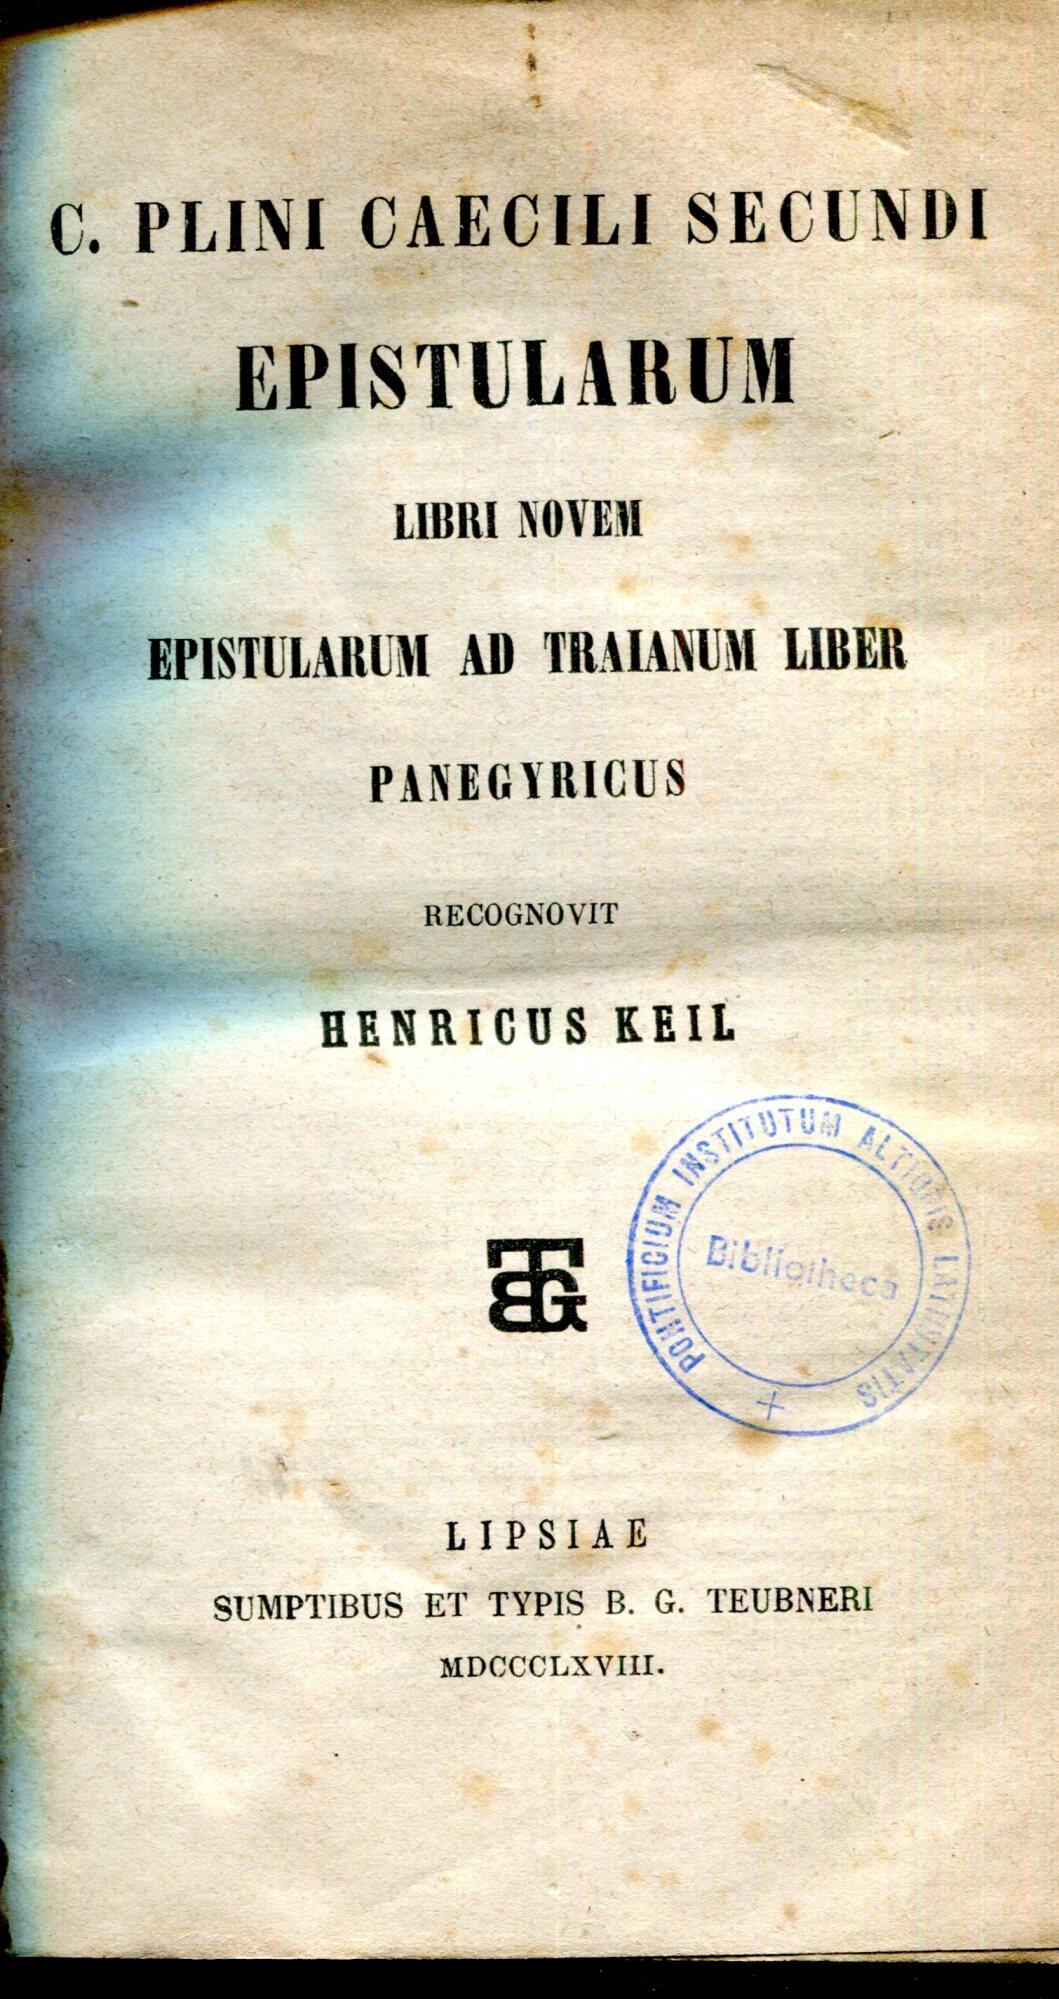 C. PLINI CAECILI SECUNDI
EPISTULARUM
LIBRI NOVEM
EPISTULARUM AD TRAIANUM LIBER
PANEGYRICUS
RECOGNOVIT
HENRICUS KEIL
BTG
PONTIFICIUM INSTITUTUM ALTIORIS LATINITATIS
Bibliotheca
LIPSIAE
SUMPTIBUS ET TYPIS B. G. TEUBNERI
MDCCCLXVIII.